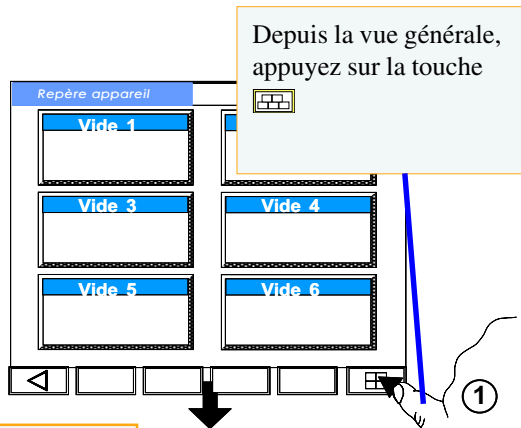 Depuis la vue générale,
appuyez sur la touche
Repère appareil
Vide 1
Vide 3
Vide 4
Vide 5
Vide 6
1